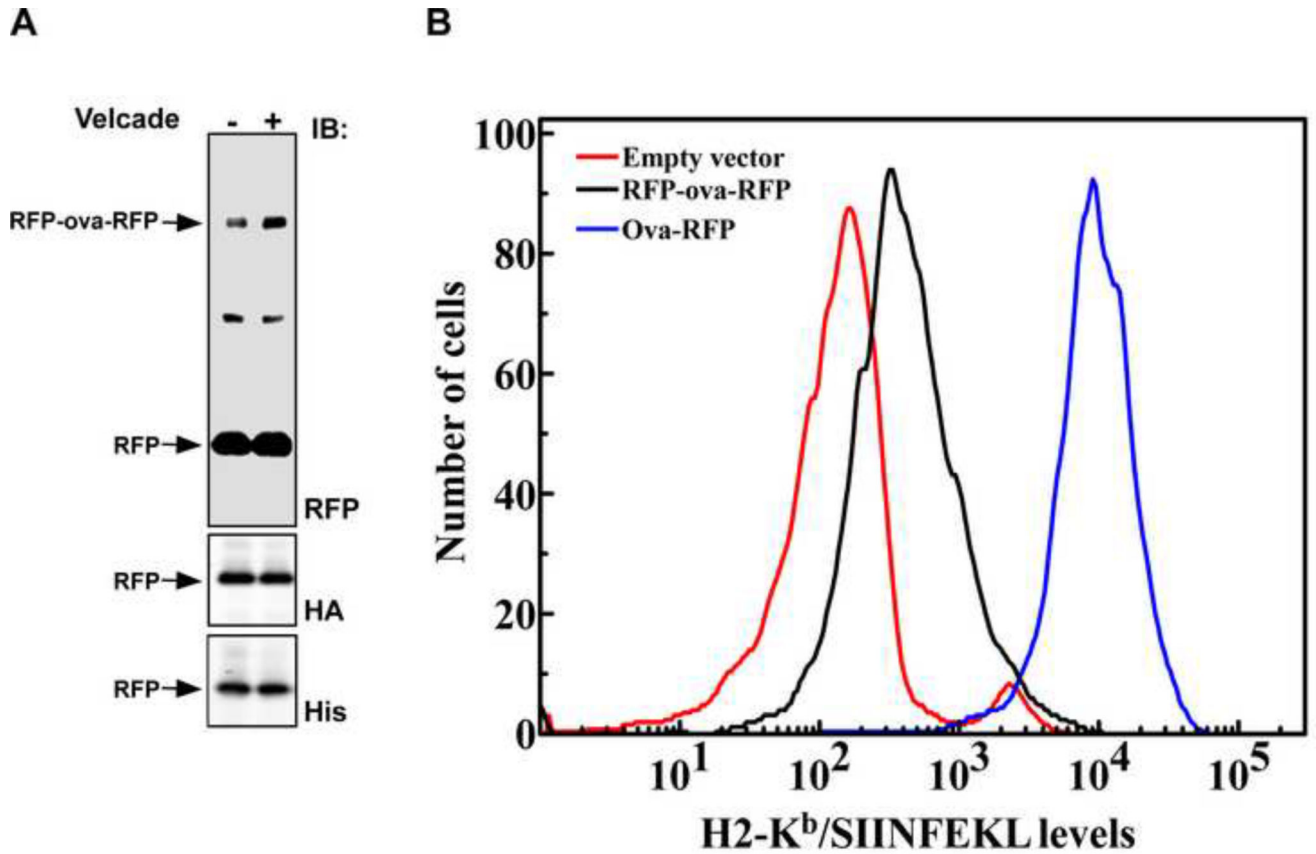 A
B
Velcade - + IB:
RFP-ova-RFP
RFP
RFP
RFP
HA
RFP
His
100
80
60
40
20
0
Number of cells
Empty vector
RFP-ova-RFP
Ova-RFP
10¹ 10² 10³ 10⁴ 10⁵
H2-Kᵇ/SIINFEKL levels